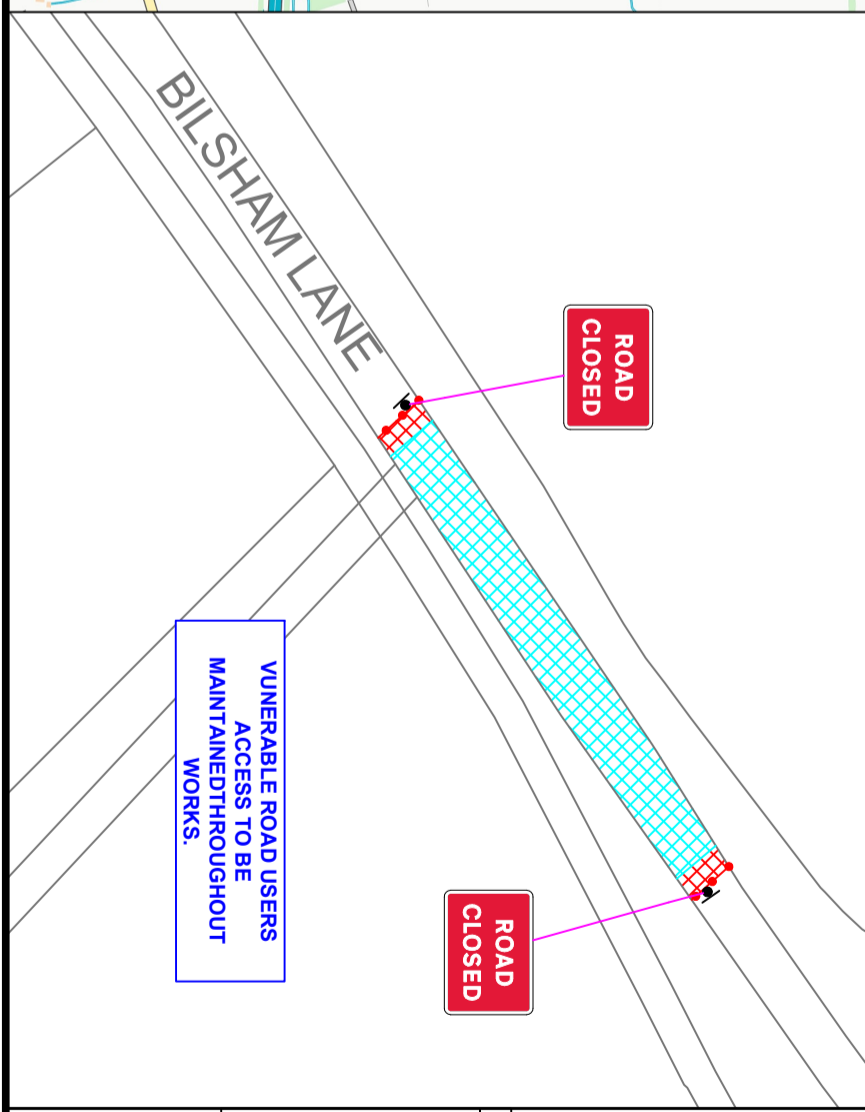 BILSHAM LANE
ROAD
CLOSED
ROAD
CLOSED
VUNERABLE ROAD USERS
ACCESS TO BE
MAINTAINEDTHROUGHOUT
WORKS.